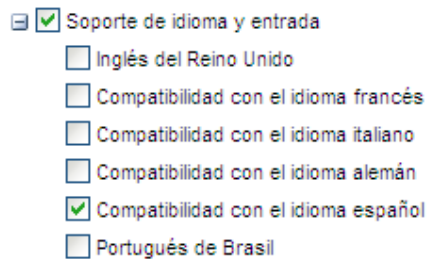 Soporte de idioma y entrada
Inglés del Reino Unido
Compatibilidad con el idioma francés
Compatibilidad con el idioma italiano
Compatibilidad con el idioma alemán
Compatibilidad con el idioma español
Portugués de Brasil